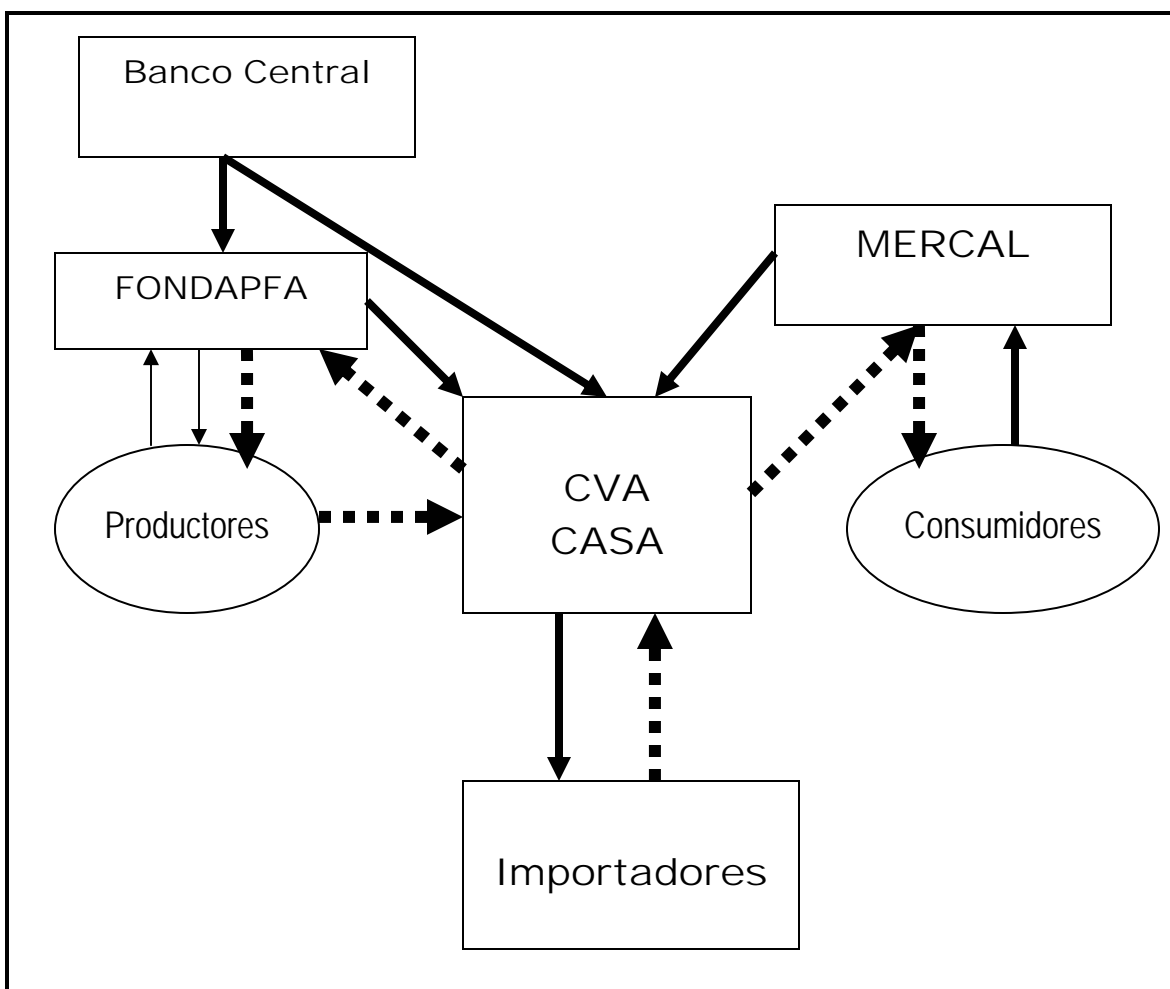 Banco Central
MERCAL
FONDAPFA
CVA
CASA
Productores
Consumidores
Importadores